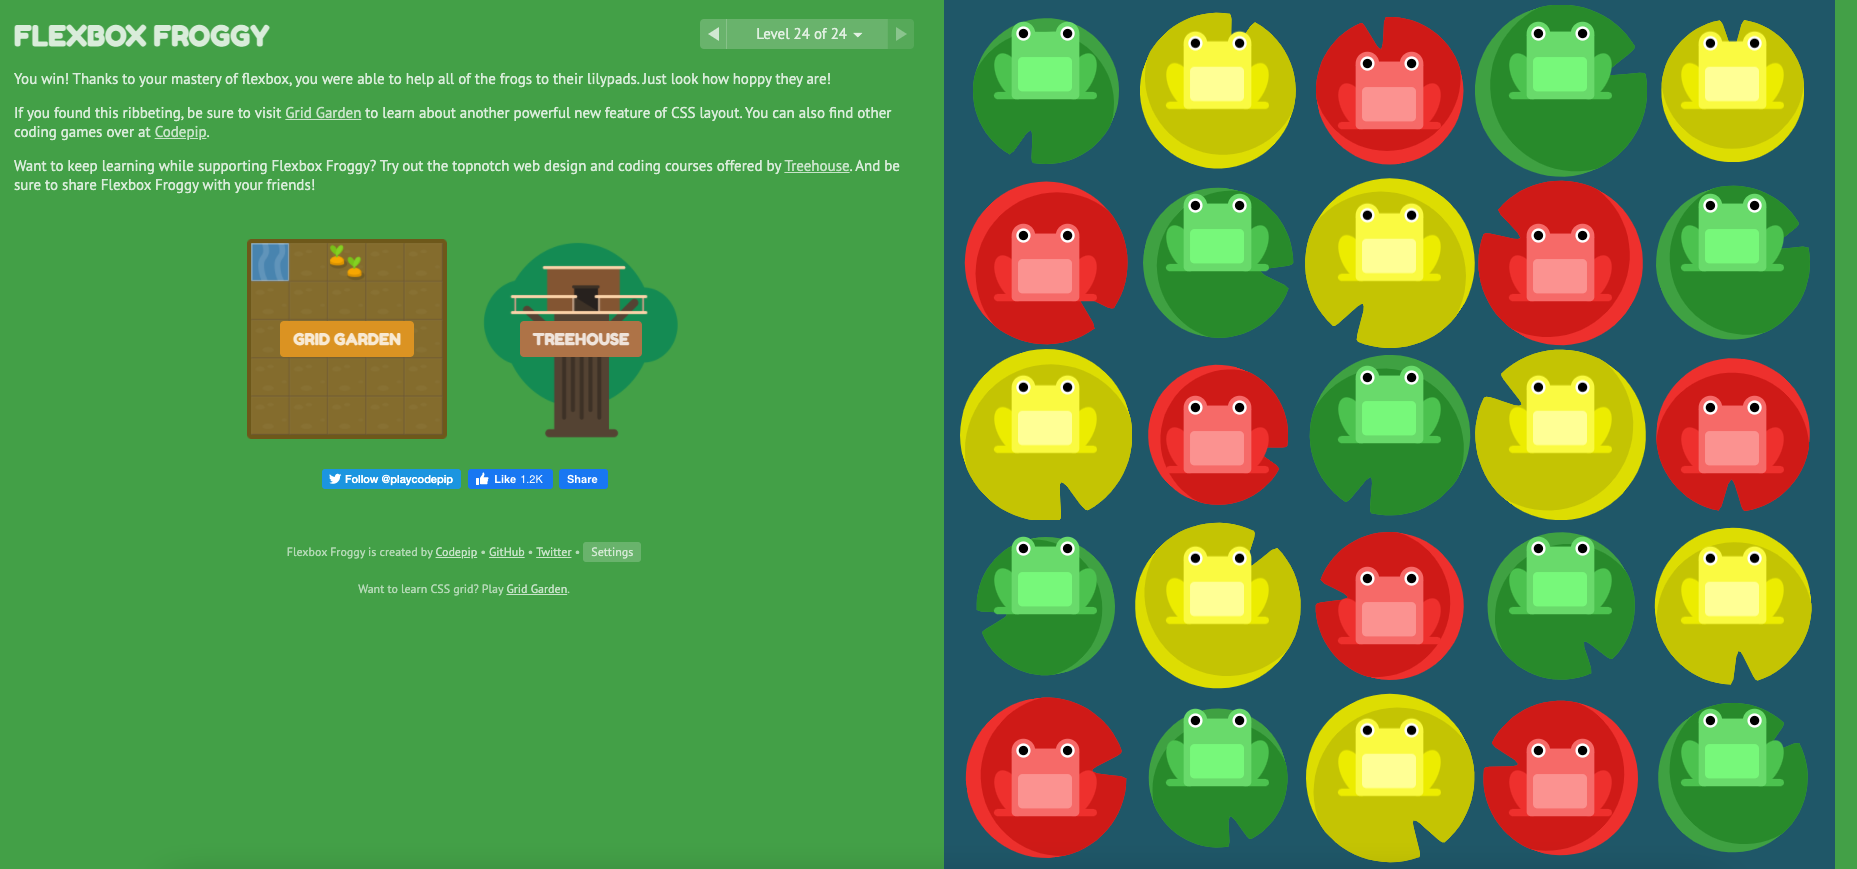 FLEXBOX FROGGY
Level 24 of 24
You win! Thanks to your mastery of flexbox, you were able to help all of the frogs to their lilypads. Just look how hoppy they are!
If you found this ribbeting, be sure to visit Grid Garden to learn about another powerful new feature of CSS layout. You can also find other
coding games over at Codepip.
Want to keep learning while supporting Flexbox Froggy? Try out the topnotch web design and coding courses offered by Treehouse. And be
sure to share Flexbox Froggy with your friends!
GRID GARDEN
TREEHOUSE
Follow @playcodepip
Like 1.2K
Share
Flexbox Froggy is created by Codepip • GitHub • Twitter • Settings
Want to learn CSS grid? Play Grid Garden.